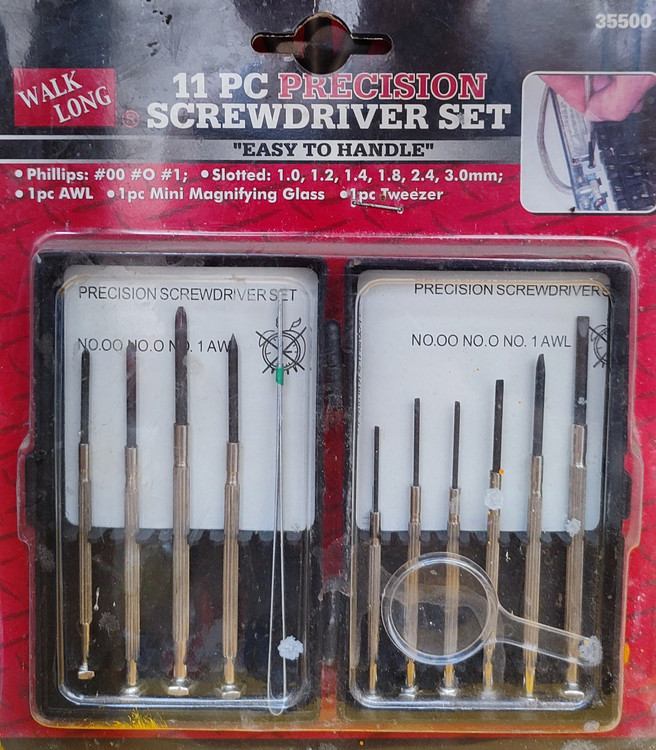 35500
WALK
LONG
®
11 PC PRECISION
SCREWDRIVER SET
"EASY TO HANDLE"
• Phillips: #00 #O #1; • Slotted: 1.0, 1.2, 1.4, 1.8, 2.4, 3.0mm;
• 1pc AWL • 1pc Mini Magnifying Glass • 1pc Tweezer
PRECISION SCREWDRIVER SET
NO.OO NO.O NO. 1 AWL
PRECISION SCREWDRIVER S
NO.OO NO.O NO. 1 AWL